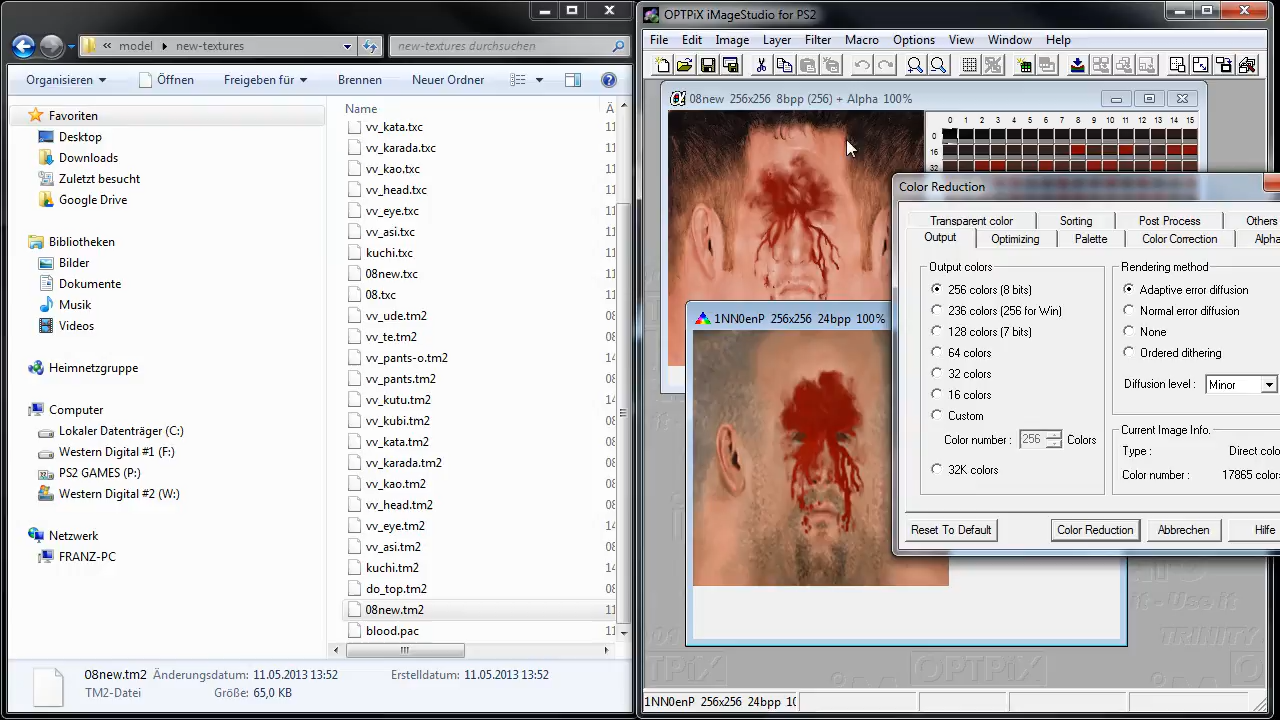 model ▸ new-textures
new-textures durchsuchen
Organisieren
Öffnen
Freigeben für
Brennen
Neuer Ordner
Favoriten
Desktop
Downloads
Zuletzt besucht
Google Drive
Bibliotheken
Bilder
Dokumente
Musik
Videos
Heimnetzgruppe
Computer
Lokaler Datenträger (C:)
Western Digital #1 (F:)
PS2 GAMES (P:)
Western Digital #2 (W:)
Netzwerk
FRANZ-PC
Name
Ä
vv_kata.txc
vv_karada.txc
vv_kao.txc
vv_head.txc
vv_eye.txc
vv_asi.txc
kuchi.txc
08new.txc
08.txc
vv_ude.tm2
vv_te.tm2
vv_pants-o.tm2
vv_pants.tm2
vv_kutu.tm2
vv_kubi.tm2
vv_kata.tm2
vv_karada.tm2
vv_kao.tm2
vv_head.tm2
vv_eye.tm2
vv_asi.tm2
kuchi.tm2
do_top.tm2
08new.tm2
blood.pac
08new.tm2 Änderungsdatum: 11.05.2013 13:52 Erstelldatum: 11.05.2013 13:52
TM2-Datei Größe: 65,0 KB
OPTPiX iMageStudio for PS2
File Edit Image Layer Filter Macro Options View Window Help
08new 256x256 8bpp (256) + Alpha 100%
0 1 2 3 4 5 6 7 8 9 10 11 12 13 14 15
0
16
32
1NN0enP 256x256 24bpp 100%
Color Reduction
Transparent color Sorting Post Process Others
Output Optimizing Palette Color Correction Alpha
Output colors
256 colors (8 bits)
236 colors (256 for Win)
128 colors (7 bits)
64 colors
32 colors
16 colors
Custom
Color number : 256 Colors
32K colors
Rendering method
Adaptive error diffusion
Normal error diffusion
None
Ordered dithering
Diffusion level : Minor
Current Image Info.
Type : Direct colo
Color number : 17865 colors
Reset To Default Color Reduction Abbrechen Hilfe
it - Use it
TRINITY
OPTPiX
1NN0enP 256x256 24bpp 10